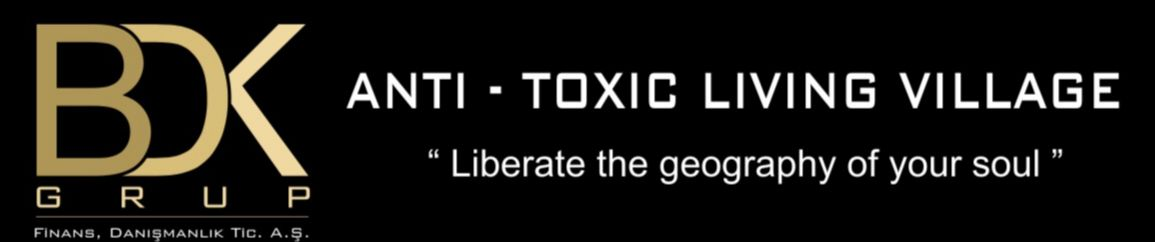 BDK
GRUP
FİNANS, DANIŞMANLIK TİC. A.Ş.
ANTI - TOXIC LIVING VILLAGE
“ Liberate the geography of your soul ”